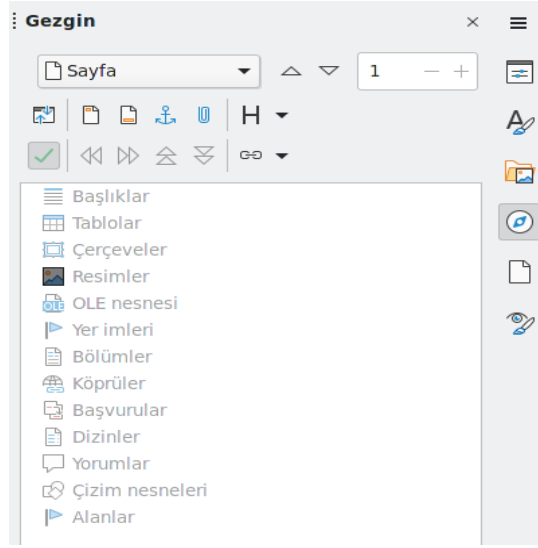 Gezgin
Sayfa
1
H
Başlıklar
Tablolar
Çerçeveler
Resimler
OLE nesnesi
Yer imleri
Bölümler
Köprüler
Başvurular
Dizinler
Yorumlar
Çizim nesneleri
Alanlar